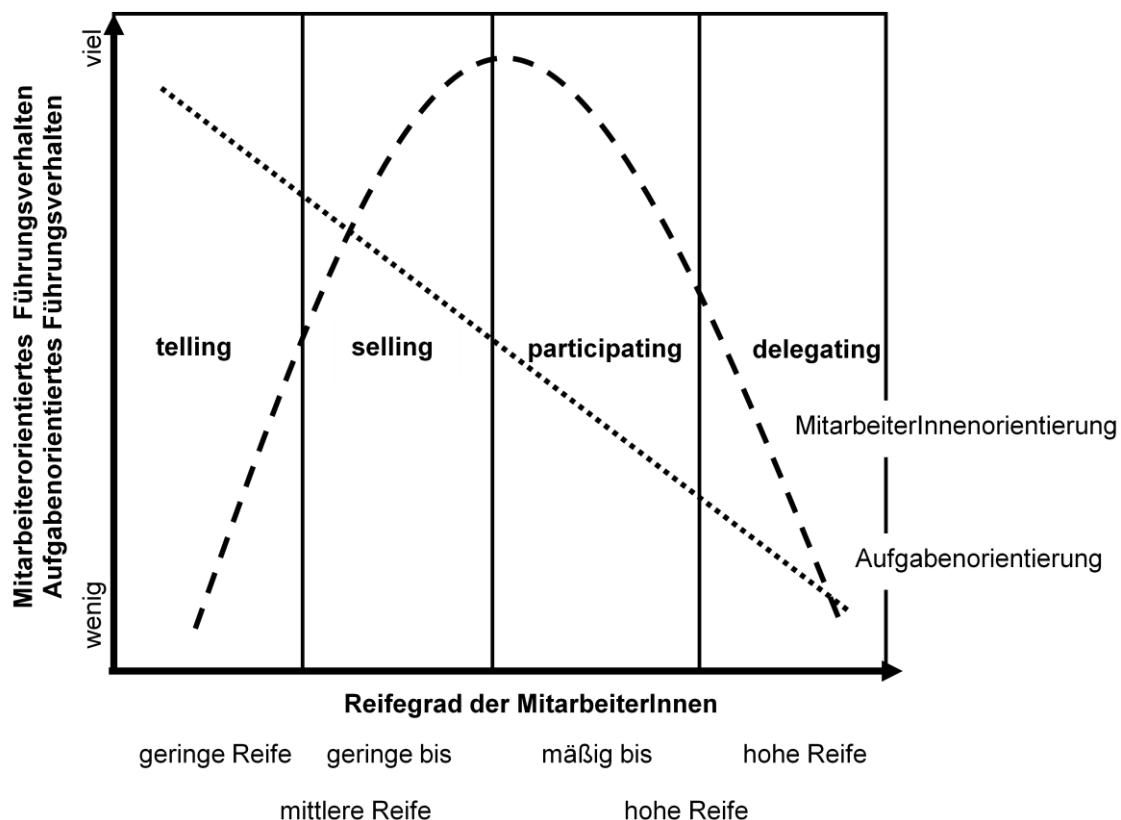 Mitarbeiterorientiertes Führungsverhalten
Aufgabenorientiertes Führungsverhalten
viel
wenig
telling
selling
participating
delegating
MitarbeiterInnenorientierung
Aufgabenorientierung
Reifegrad der MitarbeiterInnen
geringe Reife
geringe bis
mittlere Reife
mäßig bis
hohe Reife
hohe Reife